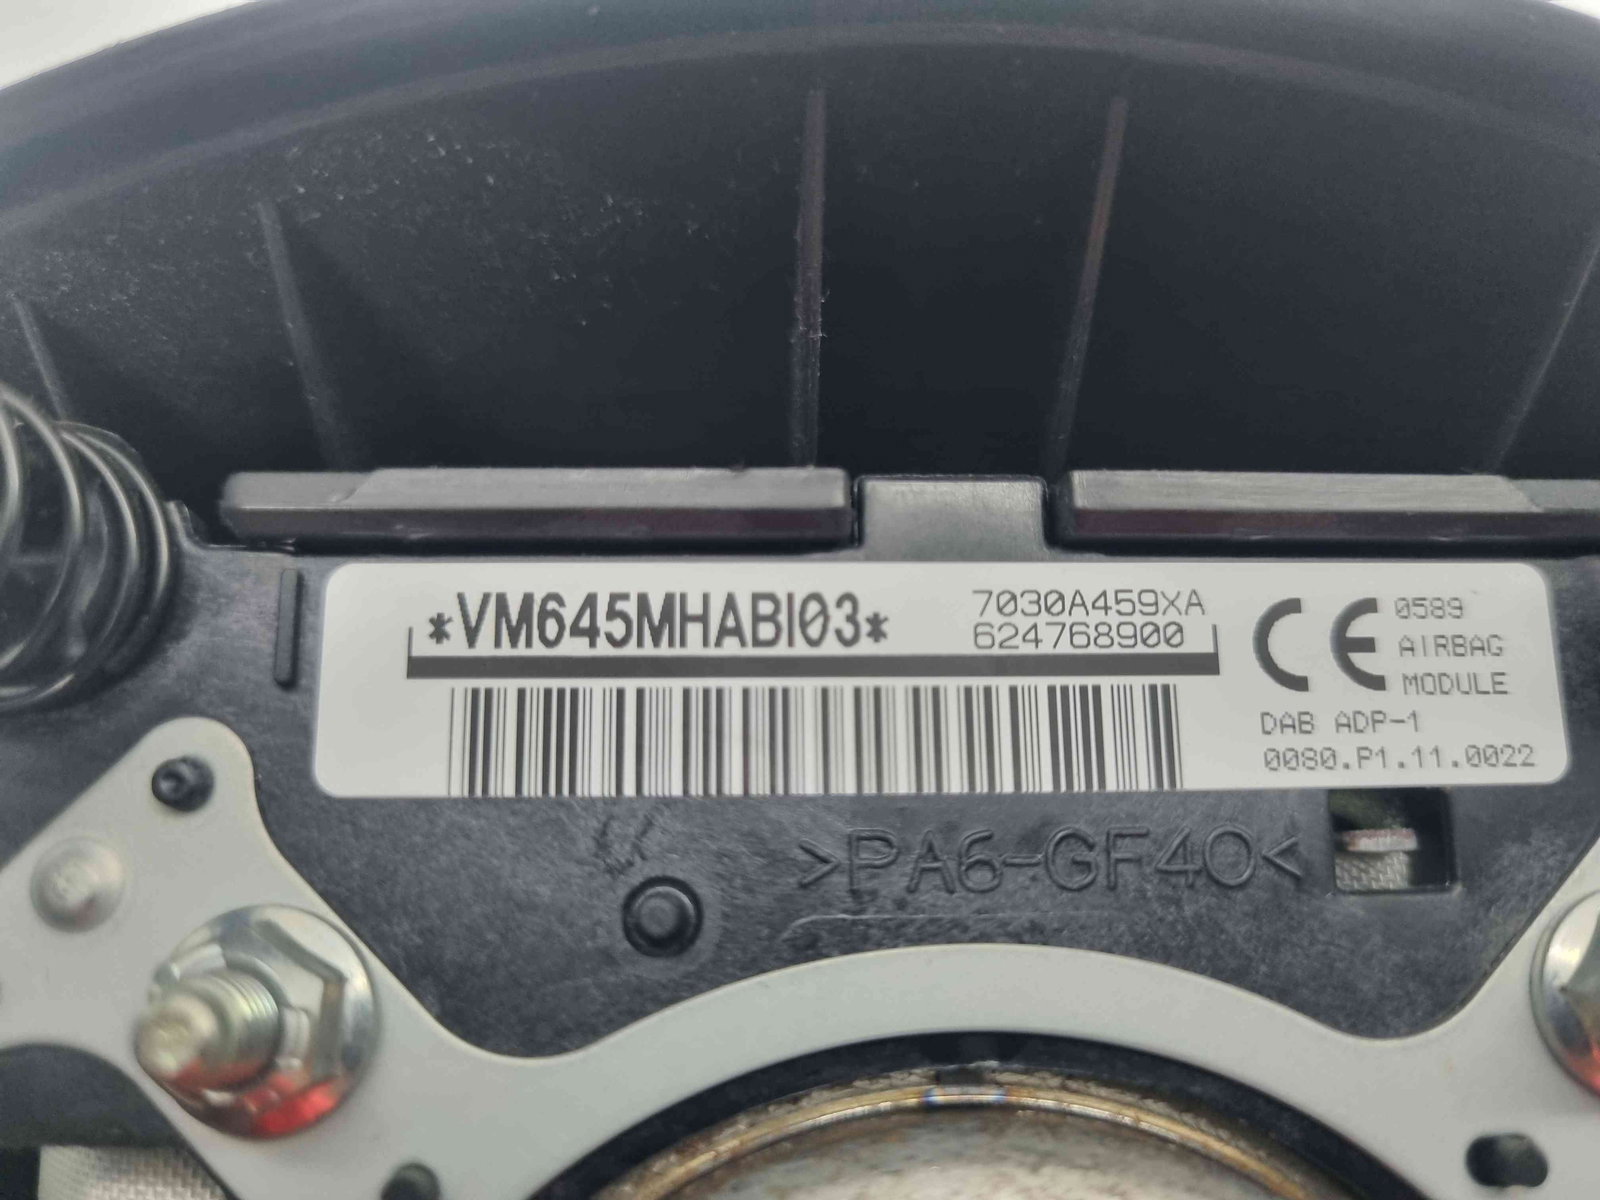 *VM645MHABI03*
7030A459XA
624768900
CE 0589
AIRBAG
MODULE
DAB ADP-1
0080.P1.11.0022
>PA6-GF40<